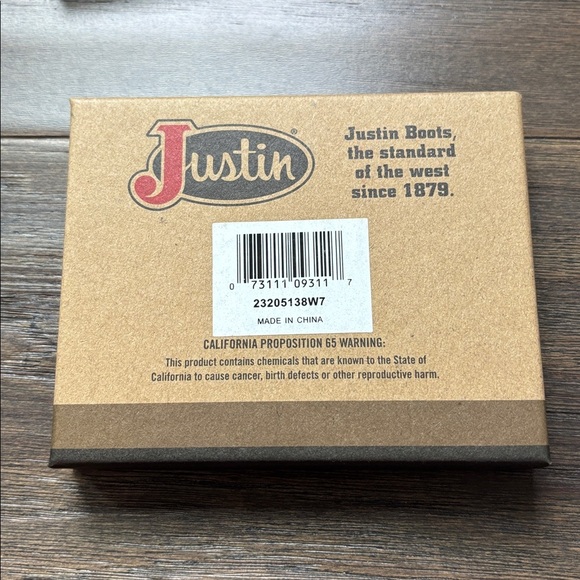 Justin®
Justin Boots,
the standard
of the west
since 1879.
0 73111 09311 7
23205138W7
MADE IN CHINA
CALIFORNIA PROPOSITION 65 WARNING:
This product contains chemicals that are known to the State of
California to cause cancer, birth defects or other reproductive harm.